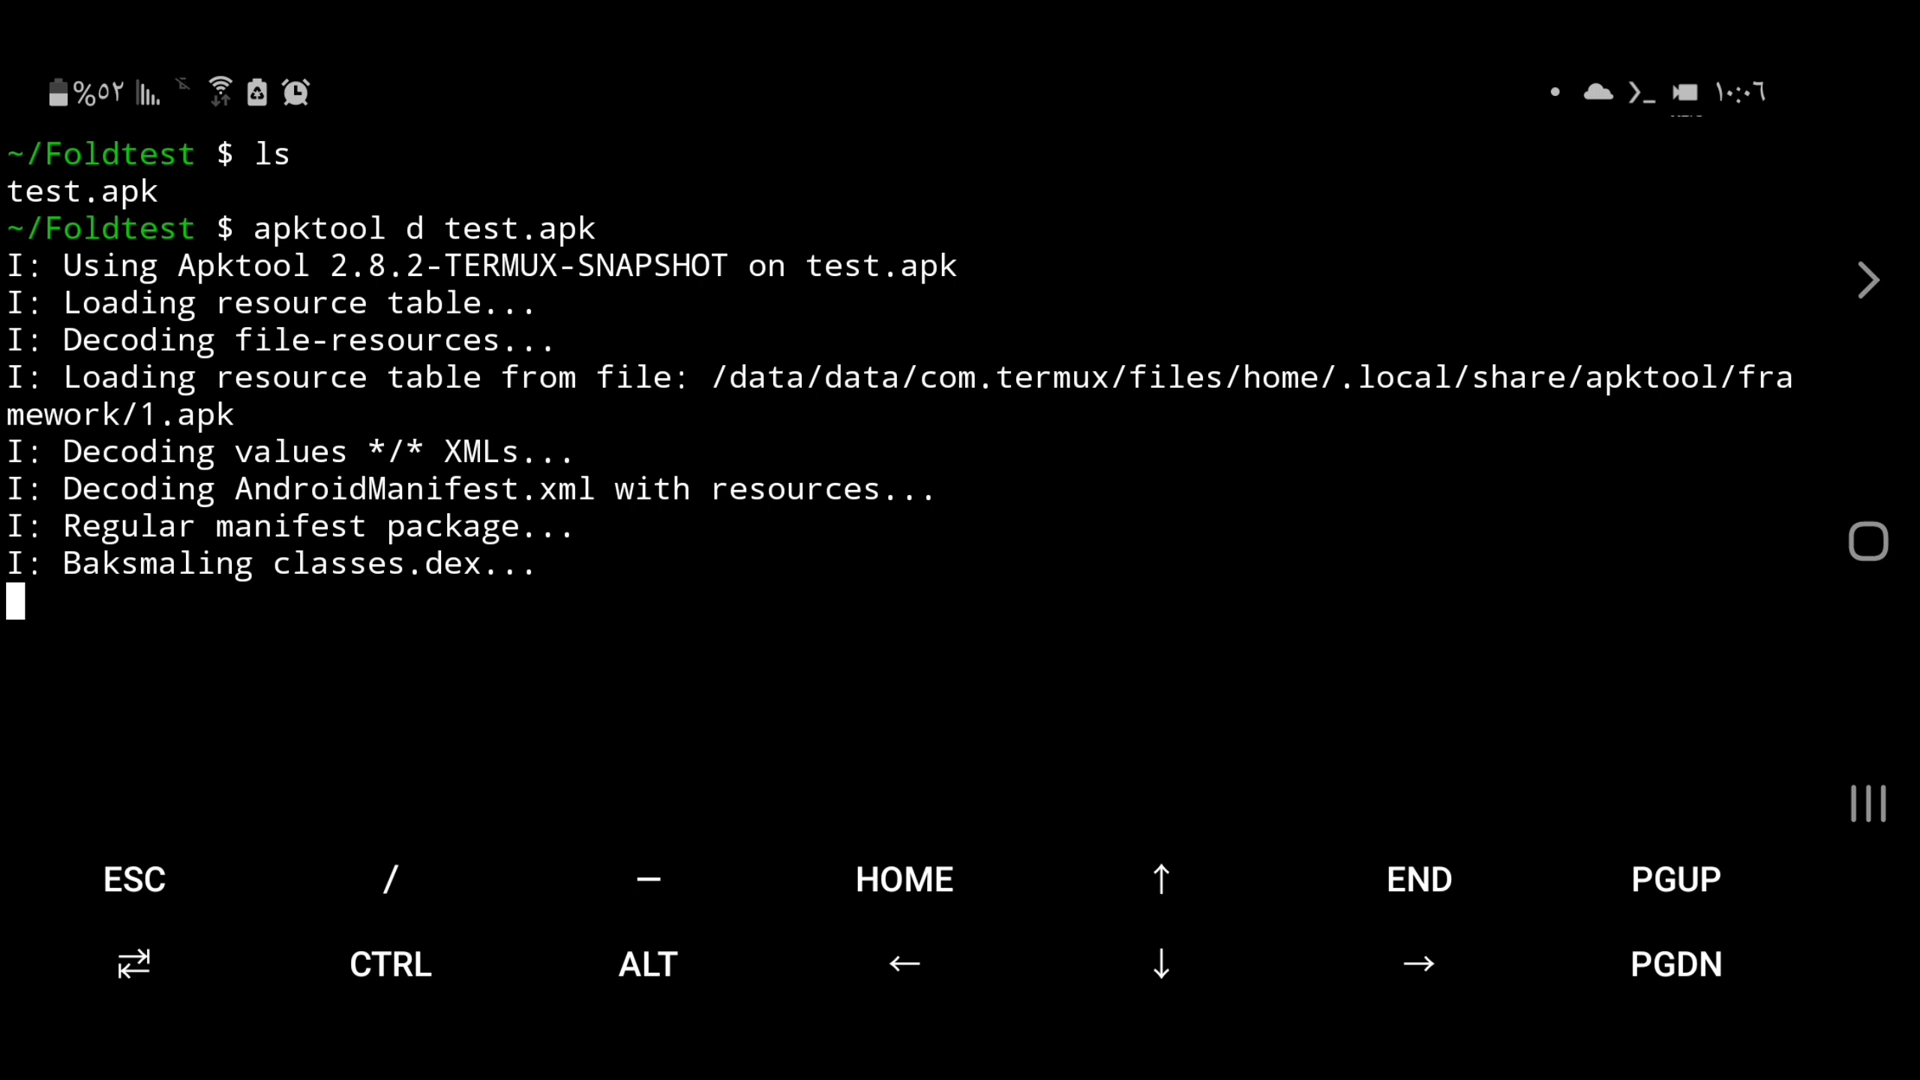 %٥٢
١٠:٠٦
~/Foldtest $ ls
test.apk
~/Foldtest $ apktool d test.apk
I: Using Apktool 2.8.2-TERMUX-SNAPSHOT on test.apk
I: Loading resource table...
I: Decoding file-resources...
I: Loading resource table from file: /data/data/com.termux/files/home/.local/share/apktool/fra
mework/1.apk
I: Decoding values */* XMLs...
I: Decoding AndroidManifest.xml with resources...
I: Regular manifest package...
I: Baksmaling classes.dex...
ESC / — HOME ↑ END PGUP
⇄ CTRL ALT ← ↓ → PGDN